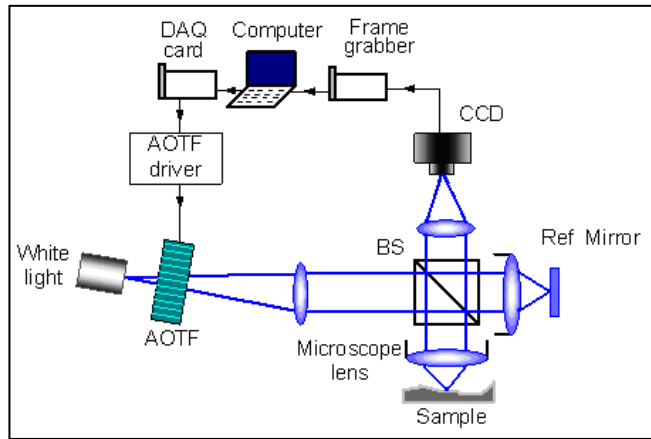 DAQ
card
Computer
Frame
grabber
CCD
AOTF
driver
White
light
AOTF
BS
Ref Mirror
Microscope
lens
Sample